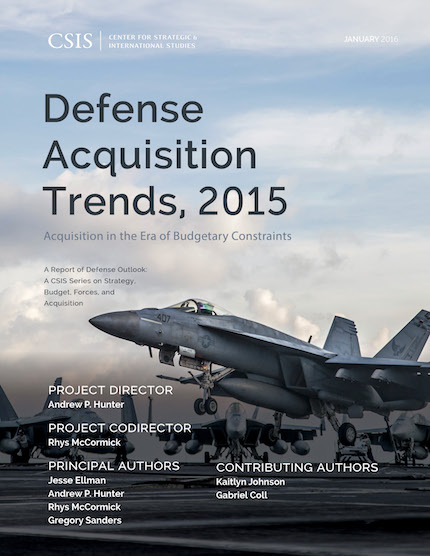 CSIS | CENTER FOR STRATEGIC &
INTERNATIONAL STUDIES
JANUARY 2016
Defense
Acquisition
Trends, 2015
Acquisition in the Era of Budgetary Constraints
A Report of Defense Outlook:
A CSIS Series on Strategy,
Budget, Forces, and
Acquisition
407
PROJECT DIRECTOR
Andrew P. Hunter
PROJECT CODIRECTOR
Rhys McCormick
PRINCIPAL AUTHORS
Jesse Ellman
Andrew P. Hunter
Rhys McCormick
Gregory Sanders
CONTRIBUTING AUTHORS
Kaitlyn Johnson
Gabriel Coll